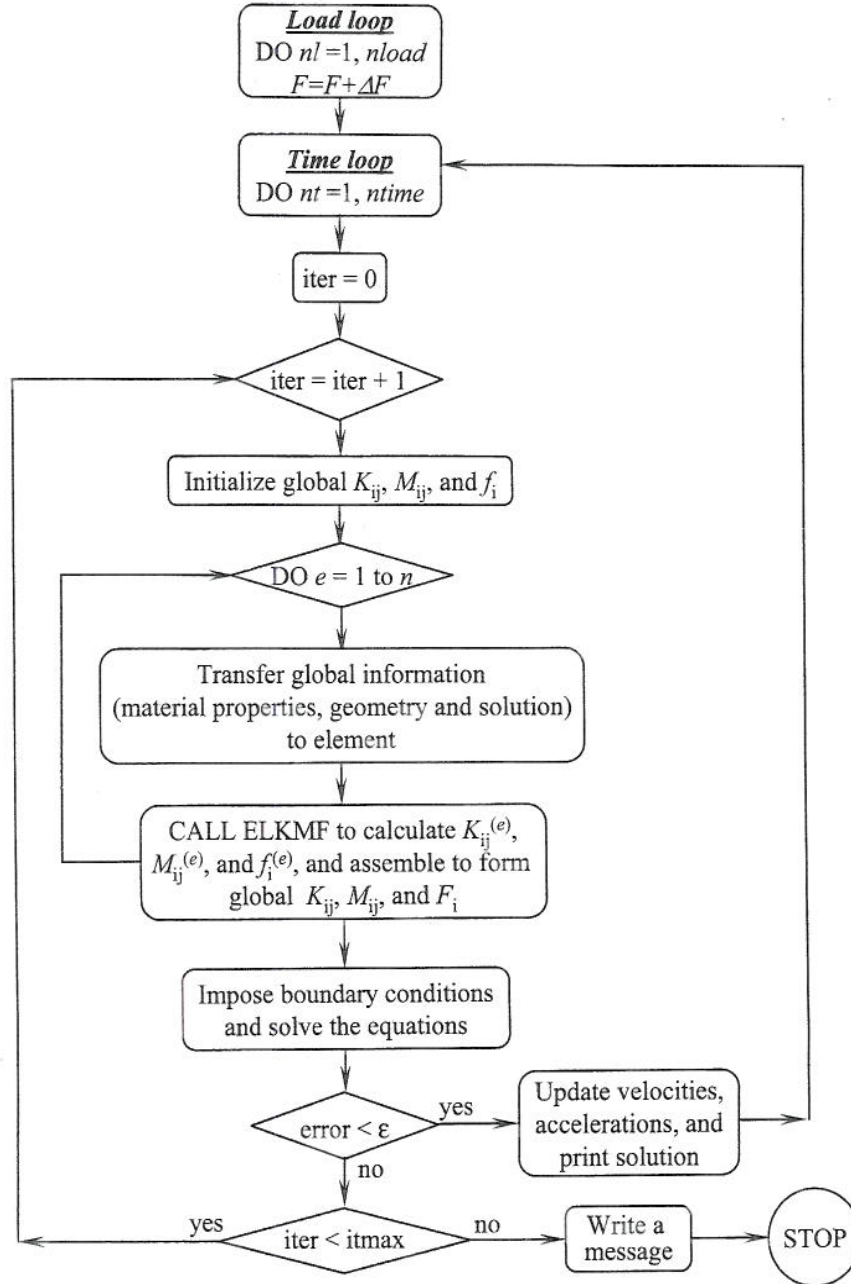 Load loop
DO nl =1, nload
F=F+ΔF
Time loop
DO nt =1, ntime
iter = 0
iter = iter + 1
Initialize global Kij, Mij, and fi
DO e = 1 to n
Transfer global information
(material properties, geometry and solution)
to element
CALL ELKMF to calculate Kij(e),
Mij(e), and fi(e), and assemble to form
global Kij, Mij, and Fi
Impose boundary conditions
and solve the equations
error < ε
yes
Update velocities,
accelerations, and
print solution
no
iter < itmax
yes
no
Write a
message
STOP